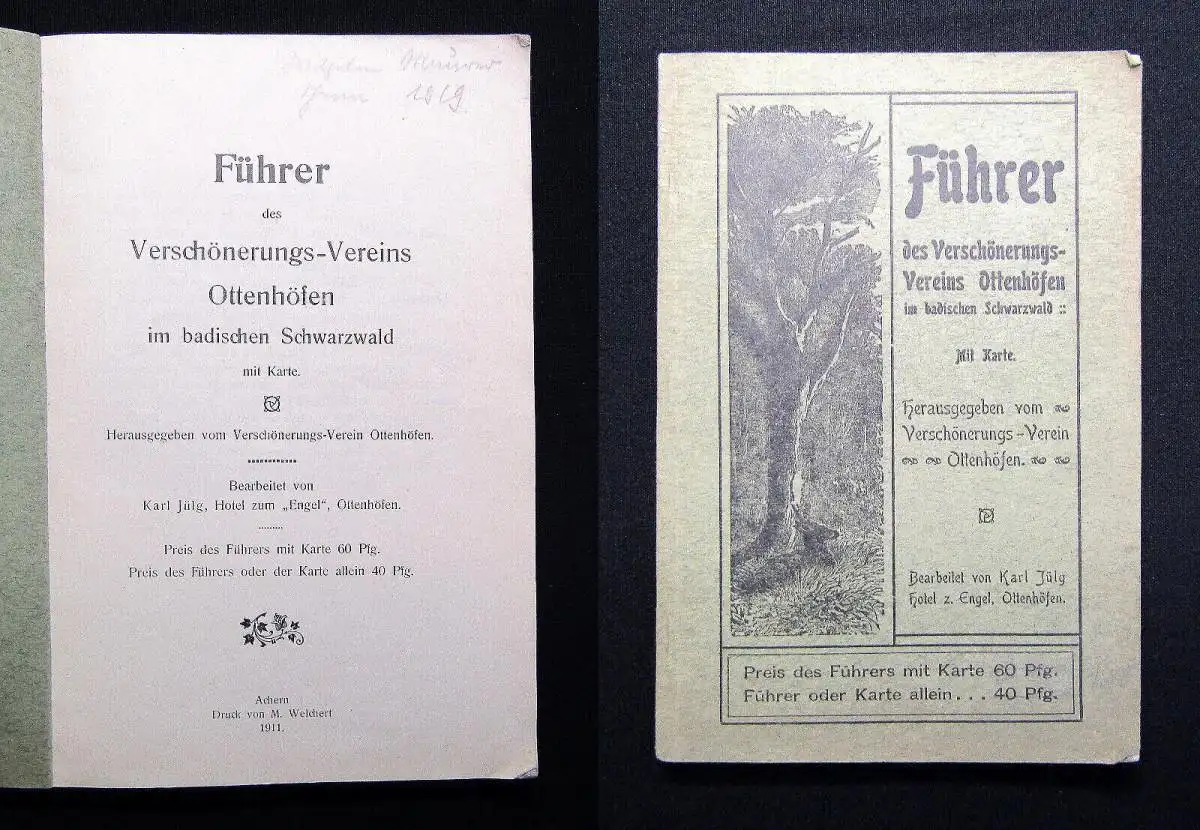 Wilhelm Maurer
1919
Führer
des
Verschönerungs-Vereins
Ottenhöfen
im badischen Schwarzwald
mit Karte.
Herausgegeben vom Verschönerungs-Verein Ottenhöfen.
Bearbeitet von
Karl Jülg, Hotel zum „Engel“, Ottenhöfen.
Preis des Führers mit Karte 60 Pfg.
Preis des Führers oder der Karte allein 40 Pfg.
Achern
Druck von M. Weichert
1911.
Führer
des Verschönerungs-
Vereins Ottenhöfen
im badischen Schwarzwald ::
Mit Karte.
Herausgegeben vom
Verschönerungs-Verein
Ottenhöfen.
Bearbeitet von Karl Jülg
Hotel z. Engel, Ottenhöfen.
Preis des Führers mit Karte 60 Pfg.
Führer oder Karte allein . . . 40 Pfg.